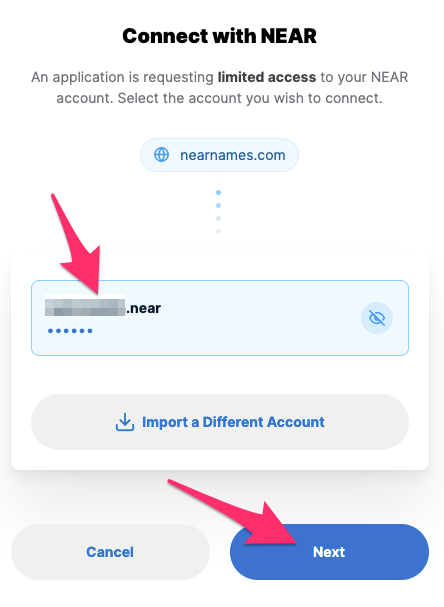 Connect with NEAR
An application is requesting limited access to your NEAR
account. Select the account you wish to connect.
nearnames.com
.near
••••••
Import a Different Account
Cancel
Next